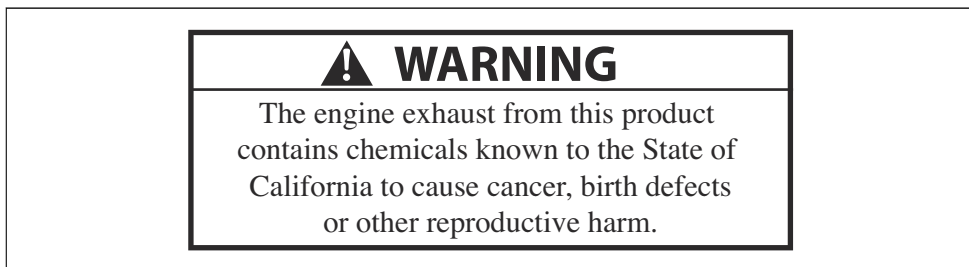 WARNING
The engine exhaust from this product
contains chemicals known to the State of
California to cause cancer, birth defects
or other reproductive harm.